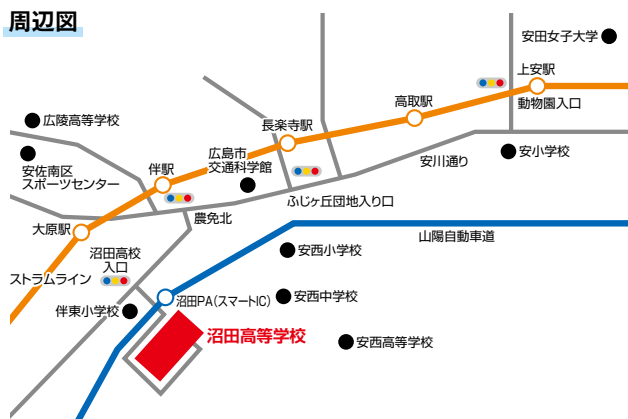 周辺図
安田女子大学
上安駅
動物園入口
高取駅
長楽寺駅
広陵高等学校
広島市
交通科学館
安川通り
安小学校
安佐南区
スポーツセンター
伴駅
ふじヶ丘団地入り口
農免北
大原駅
山陽自動車道
沼田高校
入口
安西小学校
ストラムライン
沼田PA(スマートIC)
安西中学校
伴東小学校
沼田高等学校
安西高等学校